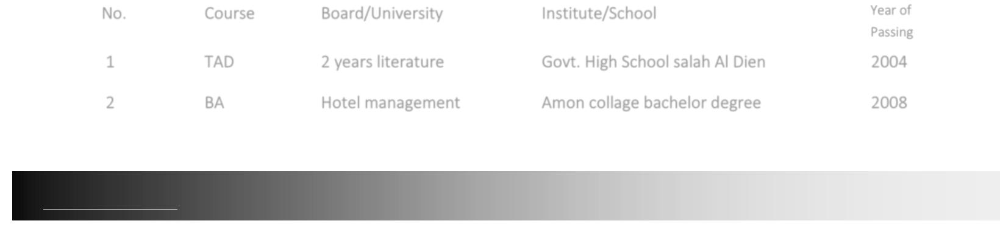 No. Course Board/University Institute/School Year of
Passing
1 TAD 2 years literature Govt. High School salah Al Dien 2004
2 BA Hotel management Amon collage bachelor degree 2008